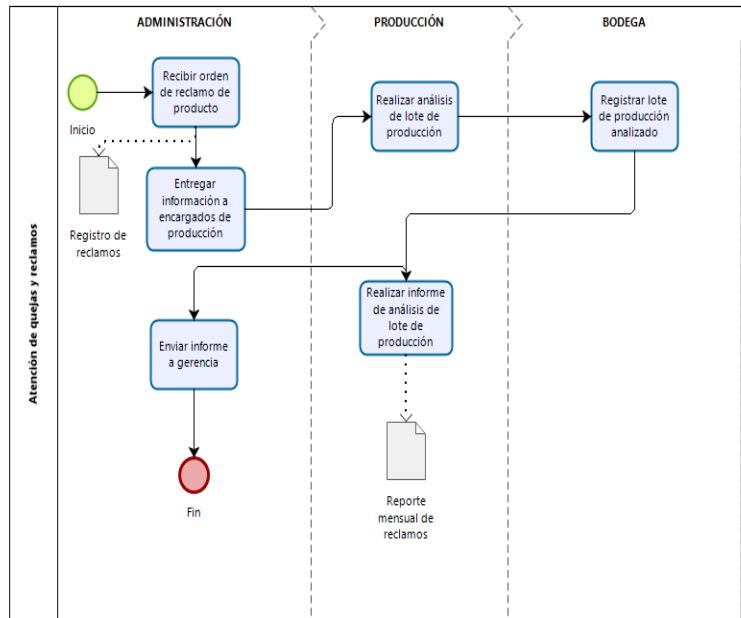 ADMINISTRACIÓN
PRODUCCIÓN
BODEGA
Atención de quejas y reclamos
Inicio
Recibir orden
de reclamo de
producto
Realizar análisis
de lote de
producción
Registrar lote
de producción
analizado
Registro de
reclamos
Entregar
información a
encargados de
producción
Realizar informe
de análisis de
lote de
producción
Enviar informe
a gerencia
Reporte
mensual de
reclamos
Fin